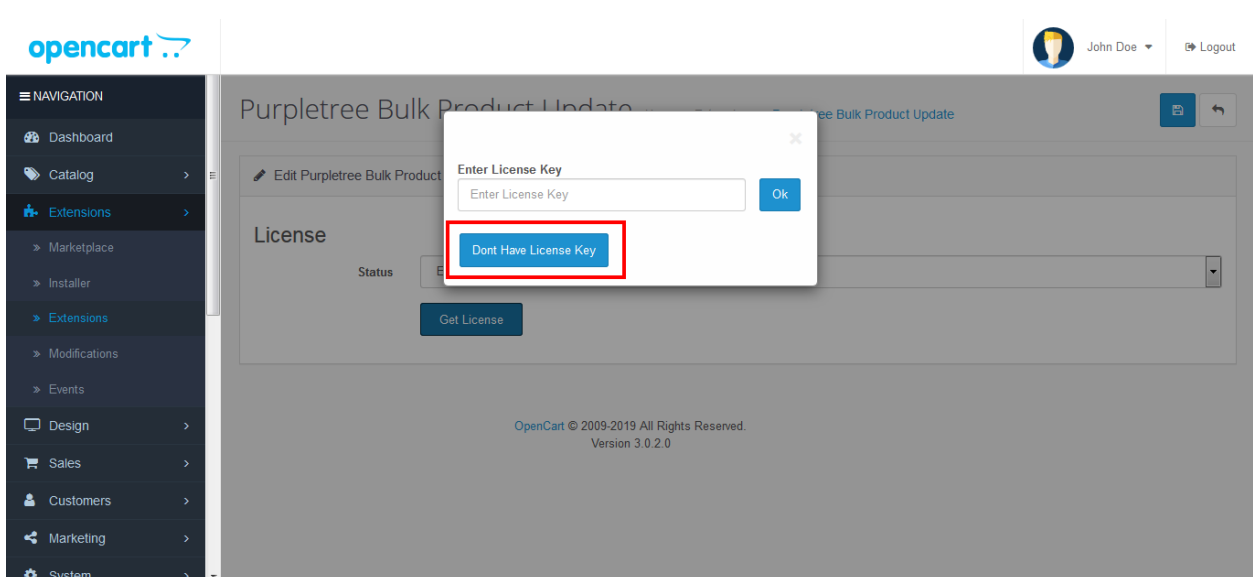 opencart
John Doe
Logout
NAVIGATION
Purpletree Bulk Product Update
ee Bulk Product Update
Dashboard
Catalog
Edit Purpletree Bulk Product
Enter License Key
Enter License Key
Ok
Extensions
License
Dont Have License Key
Marketplace
Status
Installer
Extensions
Get License
Modifications
Events
Design
OpenCart © 2009-2019 All Rights Reserved.
Version 3.0.2.0
Sales
Customers
Marketing
System